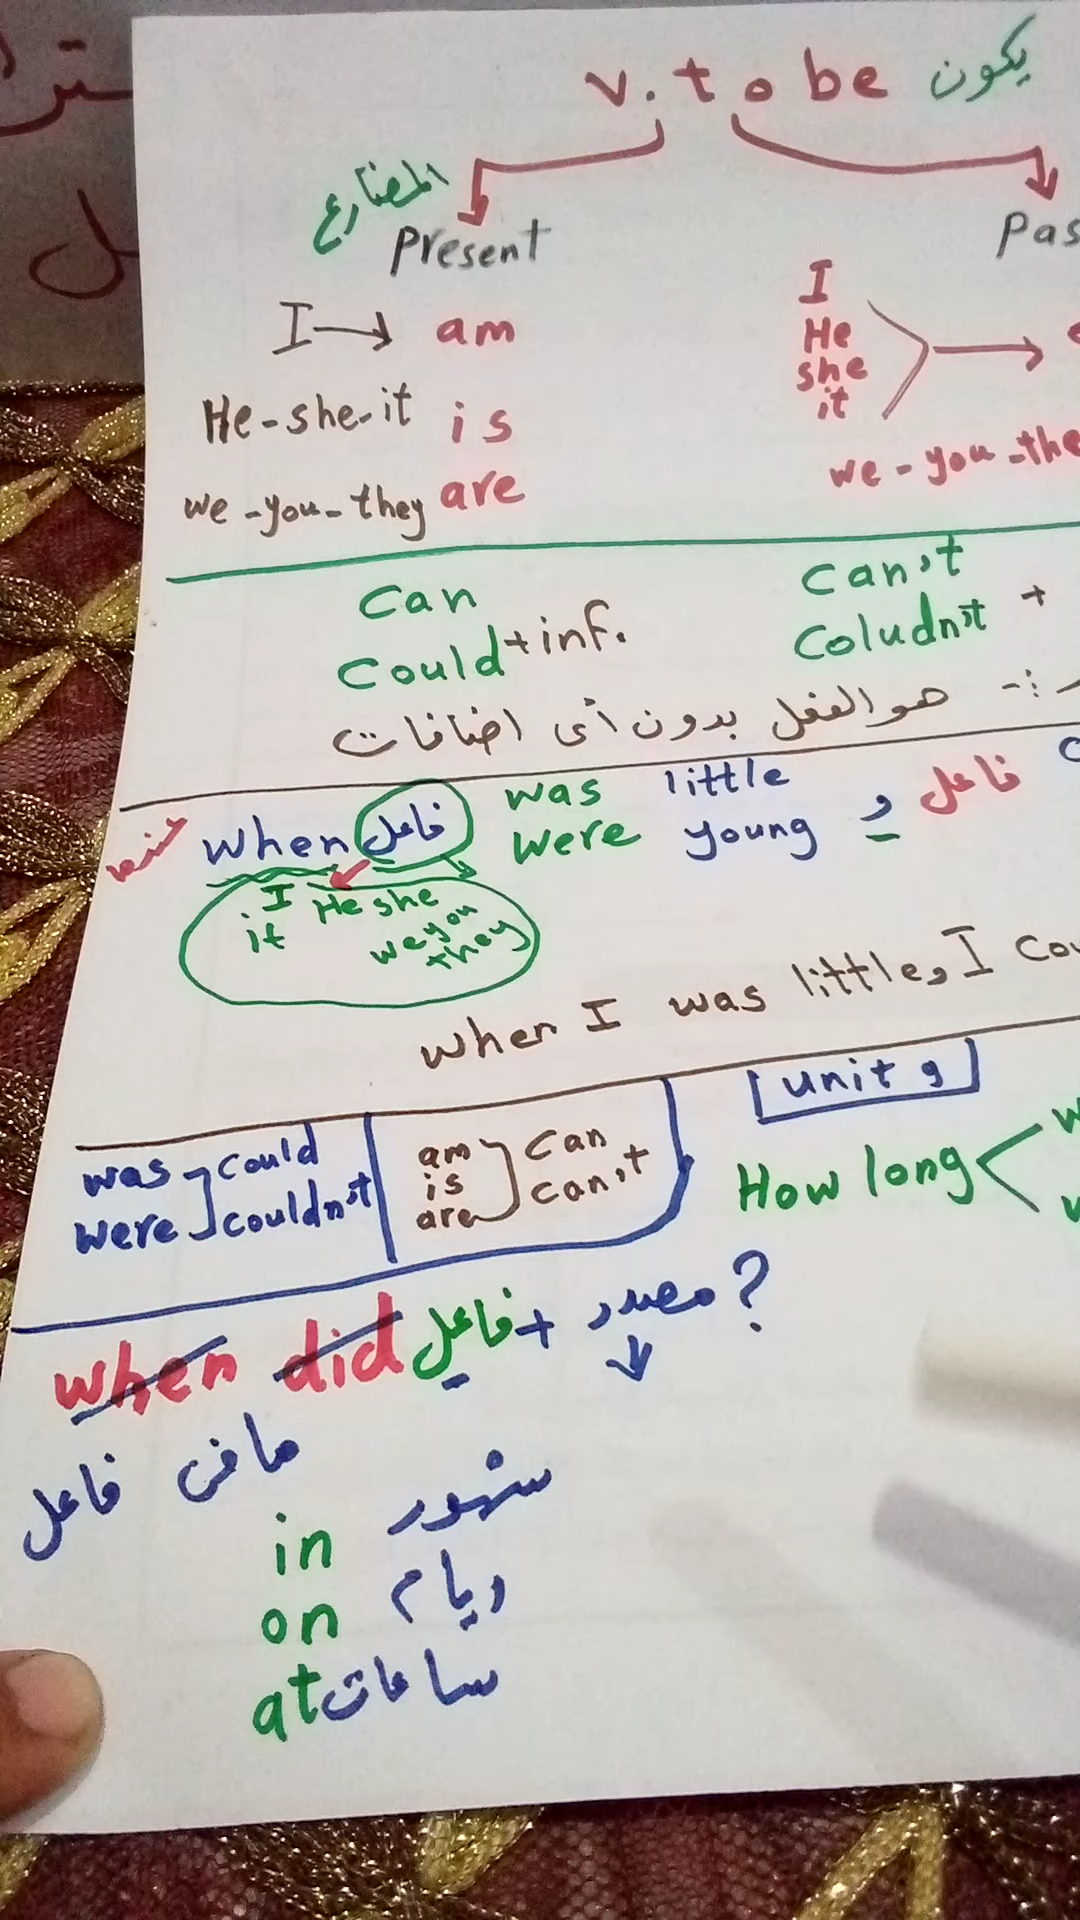 v. to be يكون
المضارع
Present
Pas
I → am
He-she-it is
we-you-they are
I
He
she
it
we-you-the
Can
Could + inf.
Can't
Coludn't +
:- هو الفعل بدون أى اضافات
عندما When فاعل was were little young و فاعل
I He she
it we you
they
when I was little, I cou
was were could couldn't
am is are can can't
unit 9
How long
when did فاعل + مصدر ?
فاعل ماضى
in شهور
on ايام
at ساعات